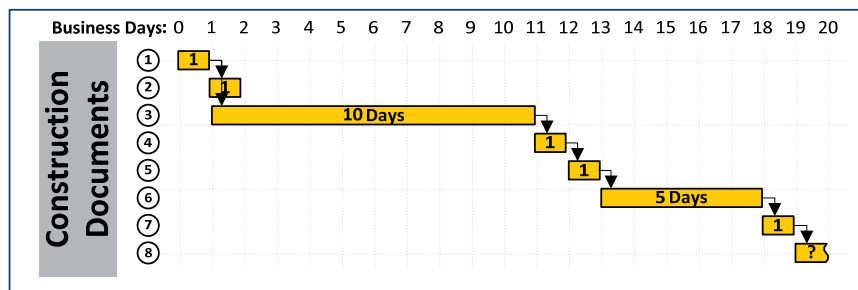 Business Days: 0 1 2 3 4 5 6 7 8 9 10 11 12 13 14 15 16 17 18 19 20
Construction
Documents
1 1
2 1
3 10 Days
4 1
5 1
6 5 Days
7 1
8 ?